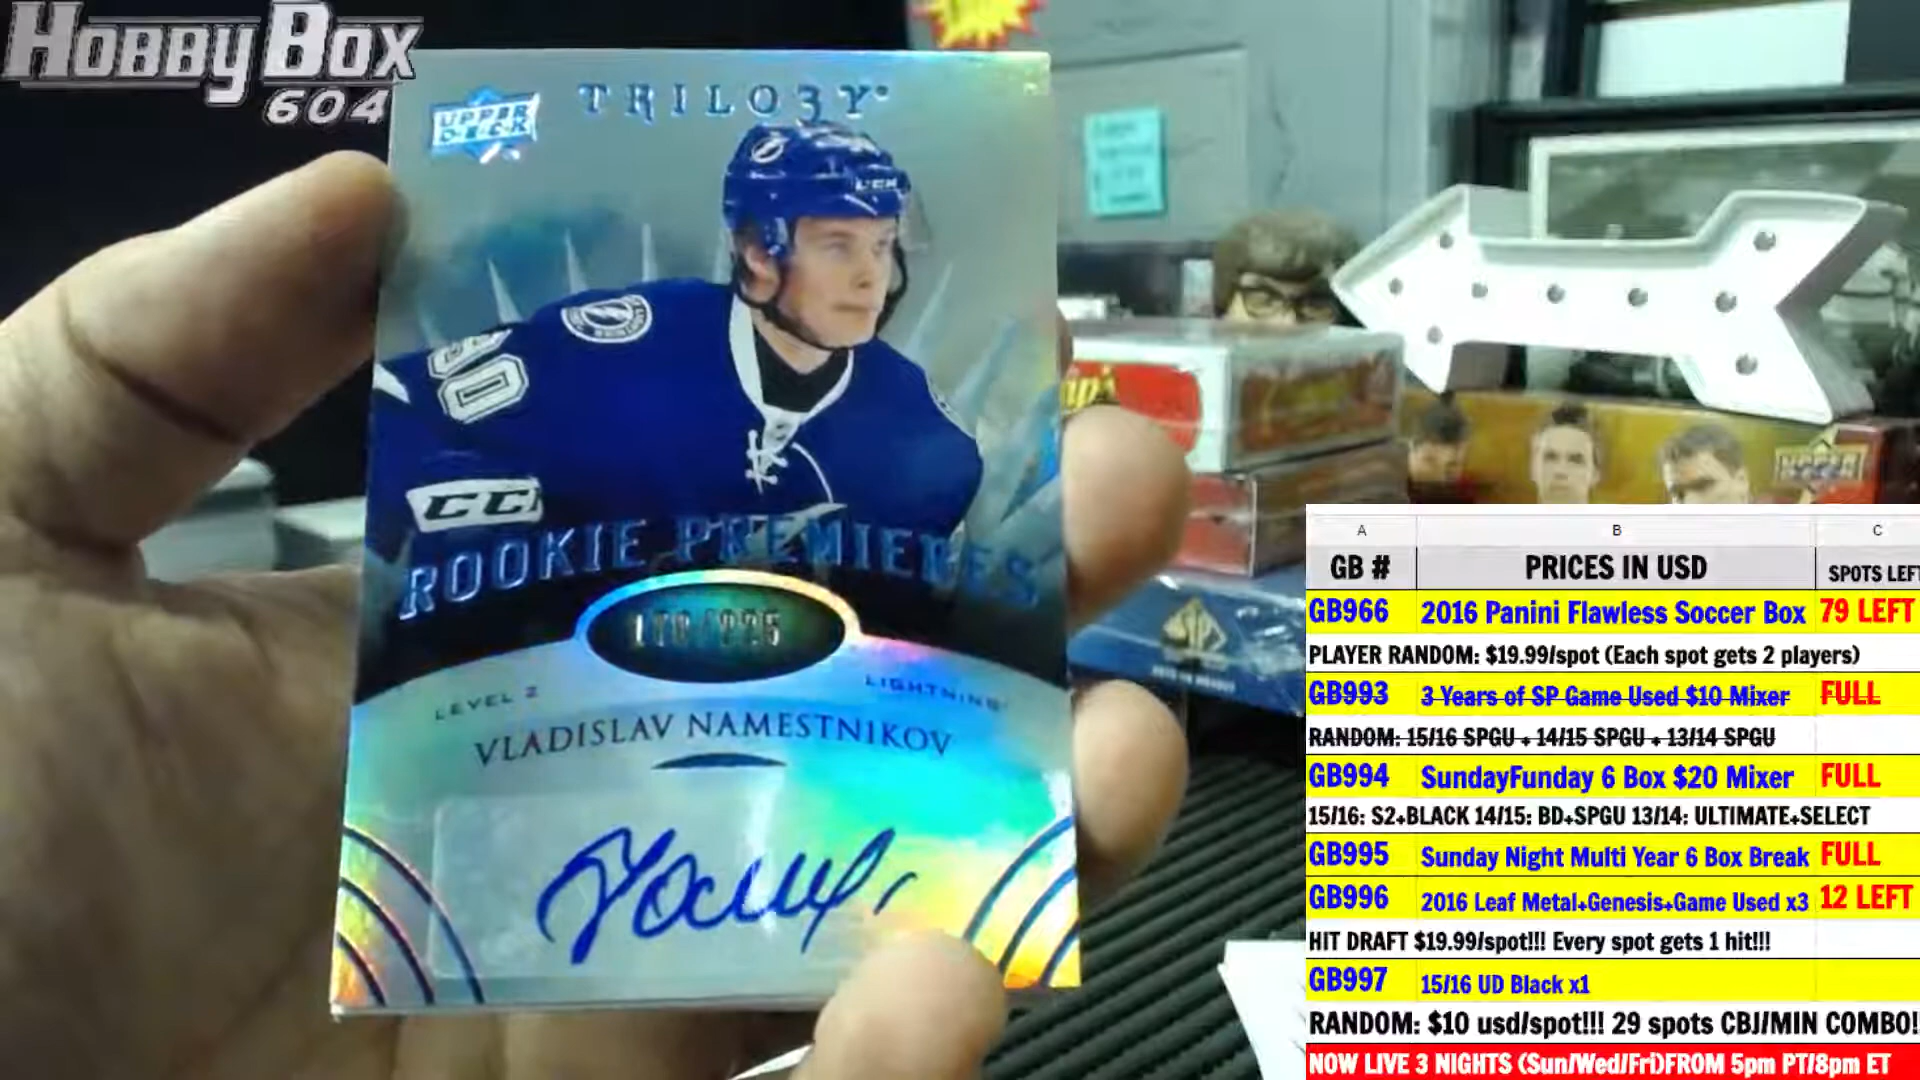 HOBBY BOX
604
UPPER DECK
TRILOGY
CCM
90
CCM
ROOKIE PREMIERES
LEVEL 2
LIGHTNING
VLADISLAV NAMESTNIKOV
UPPER
A B C
GB # PRICES IN USD SPOTS LEFT
GB966 2016 Panini Flawless Soccer Box 79 LEFT
PLAYER RANDOM: $19.99/spot (Each spot gets 2 players)
GB993 3 Years of SP Game Used $10 Mixer FULL
RANDOM: 15/16 SPGU + 14/15 SPGU + 13/14 SPGU
GB994 SundayFunday 6 Box $20 Mixer FULL
15/16: S2+BLACK 14/15: BD+SPGU 13/14: ULTIMATE+SELECT
GB995 Sunday Night Multi Year 6 Box Break FULL
GB996 2016 Leaf Metal+Genesis+Game Used x3 12 LEFT
HIT DRAFT $19.99/spot!!! Every spot gets 1 hit!!!
GB997 15/16 UD Black x1
RANDOM: $10 usd/spot!!! 29 spots CBJ/MIN COMBO!!
NOW LIVE 3 NIGHTS (Sun/Wed/Fri)FROM 5pm PT/8pm ET